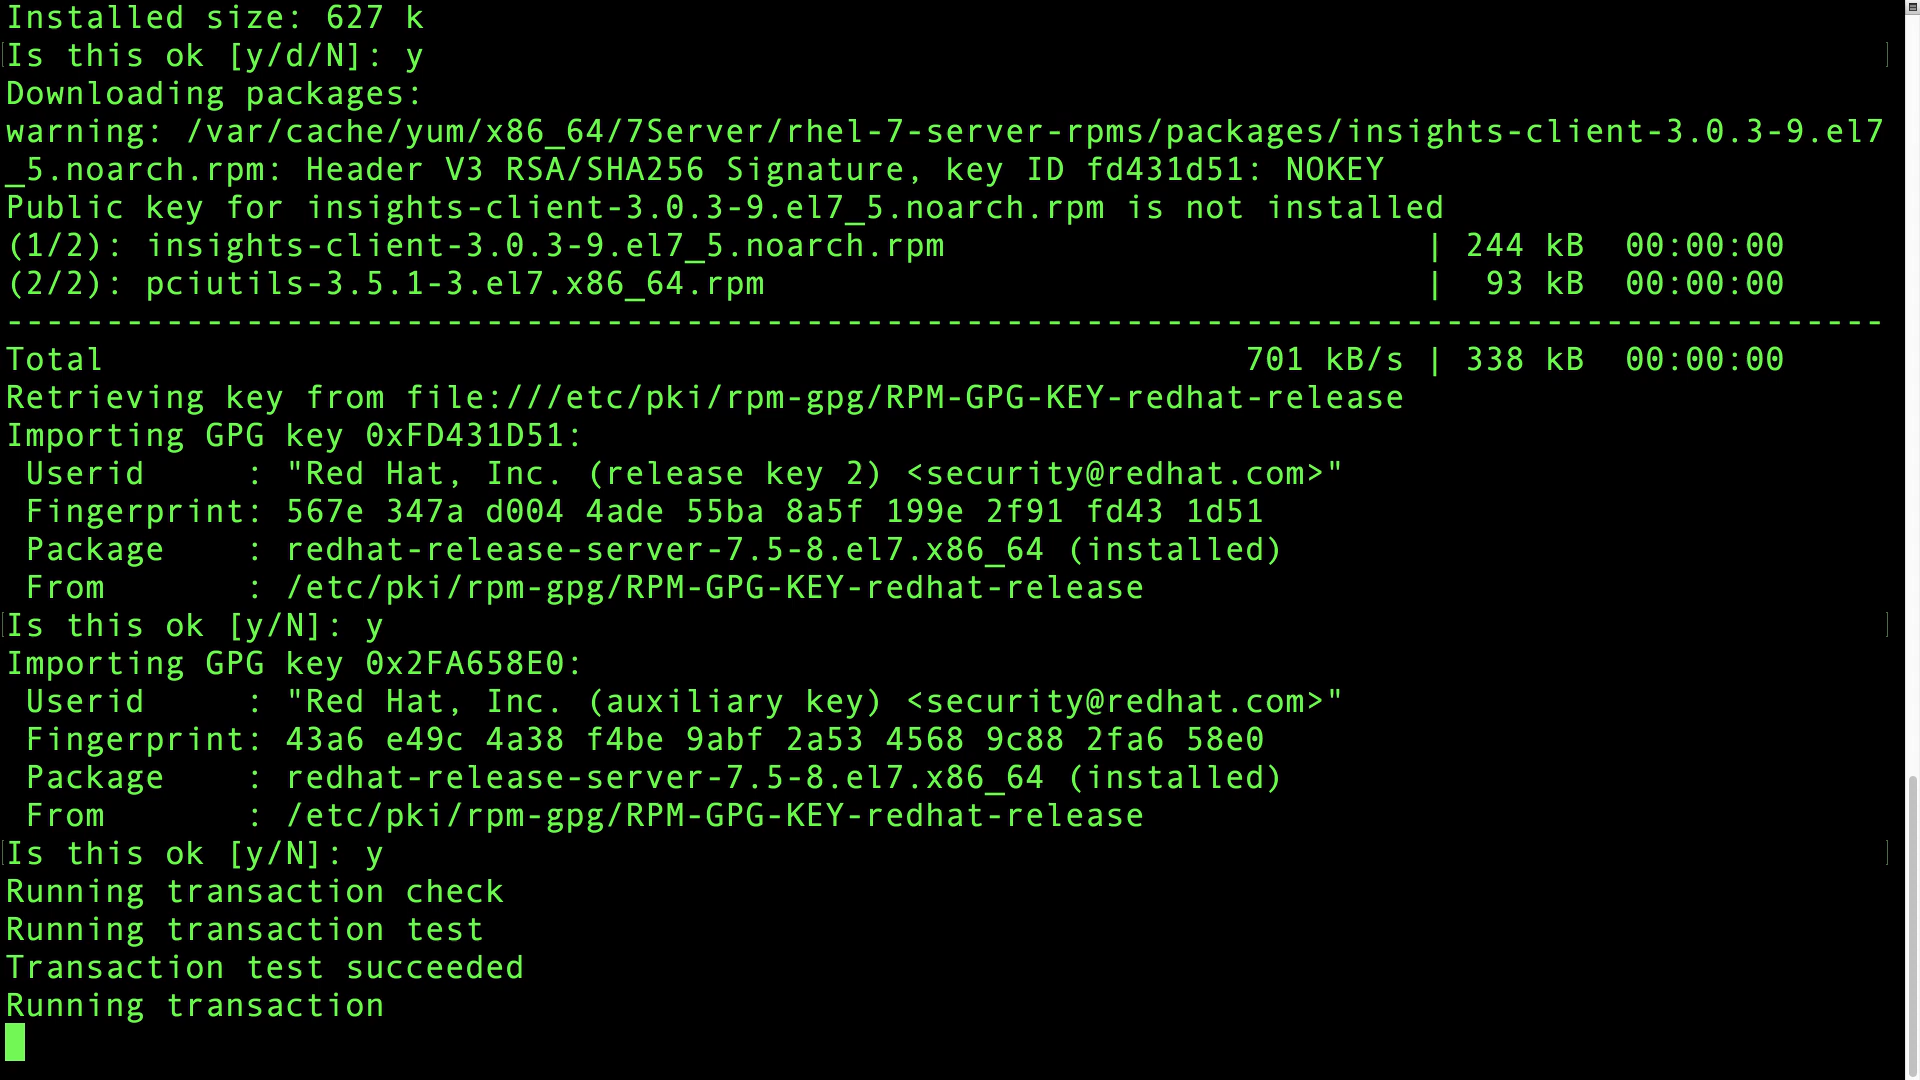 Installed size: 627 k
Is this ok [y/d/N]: y
Downloading packages:
warning: /var/cache/yum/x86_64/7Server/rhel-7-server-rpms/packages/insights-client-3.0.3-9.el7
_5.noarch.rpm: Header V3 RSA/SHA256 Signature, key ID fd431d51: NOKEY
Public key for insights-client-3.0.3-9.el7_5.noarch.rpm is not installed
(1/2): insights-client-3.0.3-9.el7_5.noarch.rpm | 244 kB 00:00:00
(2/2): pciutils-3.5.1-3.el7.x86_64.rpm | 93 kB 00:00:00
----------------------------------------------------------------------------------------------
Total 701 kB/s | 338 kB 00:00:00
Retrieving key from file:///etc/pki/rpm-gpg/RPM-GPG-KEY-redhat-release
Importing GPG key 0xFD431D51:
 Userid     : "Red Hat, Inc. (release key 2) <security@redhat.com>"
 Fingerprint: 567e 347a d004 4ade 55ba 8a5f 199e 2f91 fd43 1d51
 Package    : redhat-release-server-7.5-8.el7.x86_64 (installed)
 From       : /etc/pki/rpm-gpg/RPM-GPG-KEY-redhat-release
Is this ok [y/N]: y
Importing GPG key 0x2FA658E0:
 Userid     : "Red Hat, Inc. (auxiliary key) <security@redhat.com>"
 Fingerprint: 43a6 e49c 4a38 f4be 9abf 2a53 4568 9c88 2fa6 58e0
 Package    : redhat-release-server-7.5-8.el7.x86_64 (installed)
 From       : /etc/pki/rpm-gpg/RPM-GPG-KEY-redhat-release
Is this ok [y/N]: y
Running transaction check
Running transaction test
Transaction test succeeded
Running transaction